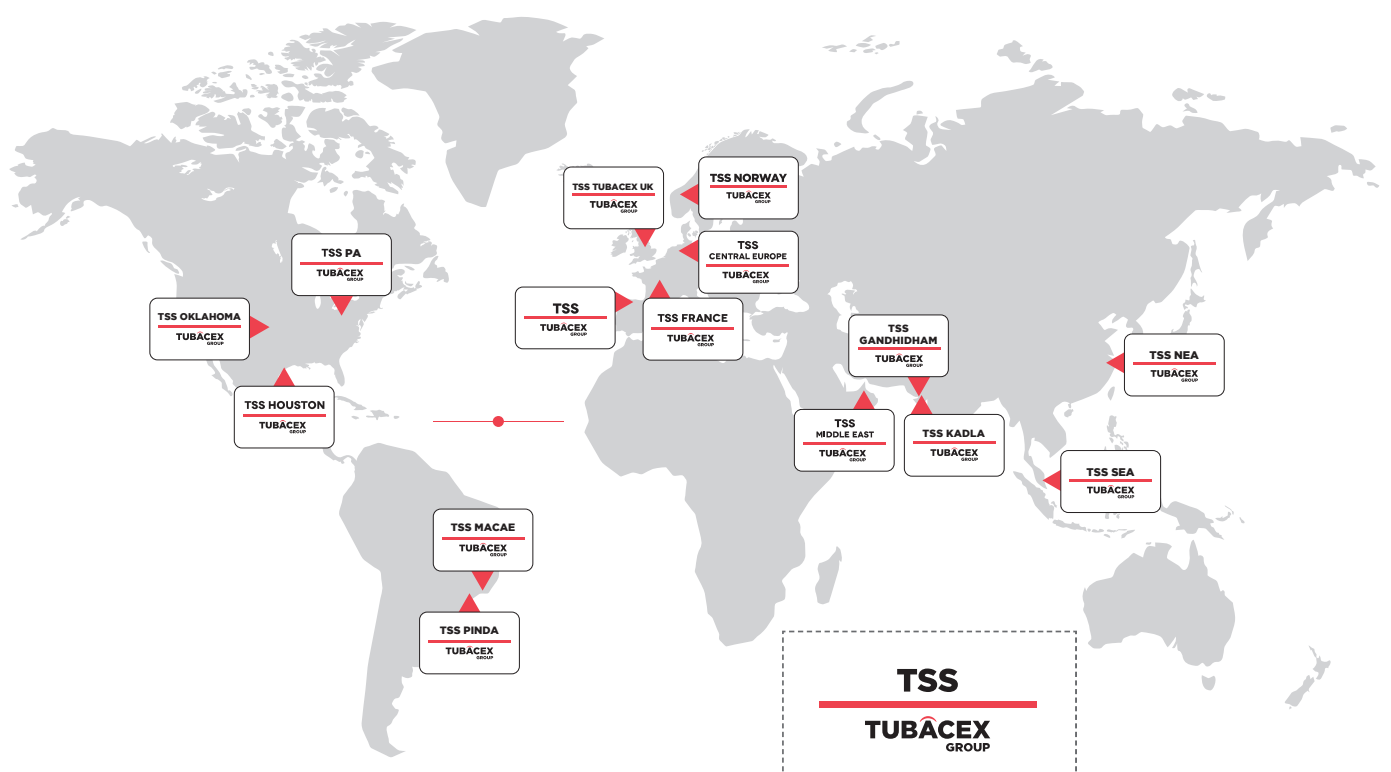 TSS TUBACEX UK
TUBACEX
GROUP
TSS NORWAY
TUBACEX
GROUP
TSS PA
TUBACEX
GROUP
TSS
CENTRAL EUROPE
TUBACEX
GROUP
TSS OKLAHOMA
TUBACEX
GROUP
TSS
TUBACEX
GROUP
TSS FRANCE
TUBACEX
GROUP
TSS
GANDHIDHAM
TUBACEX
GROUP
TSS NEA
TUBACEX
GROUP
TSS HOUSTON
TUBACEX
GROUP
TSS
MIDDLE EAST
TUBACEX
GROUP
TSS KADLA
TUBACEX
GROUP
TSS SEA
TUBACEX
GROUP
TSS MACAE
TUBACEX
GROUP
TSS PINDA
TUBACEX
GROUP
TSS
TUBACEX
GROUP